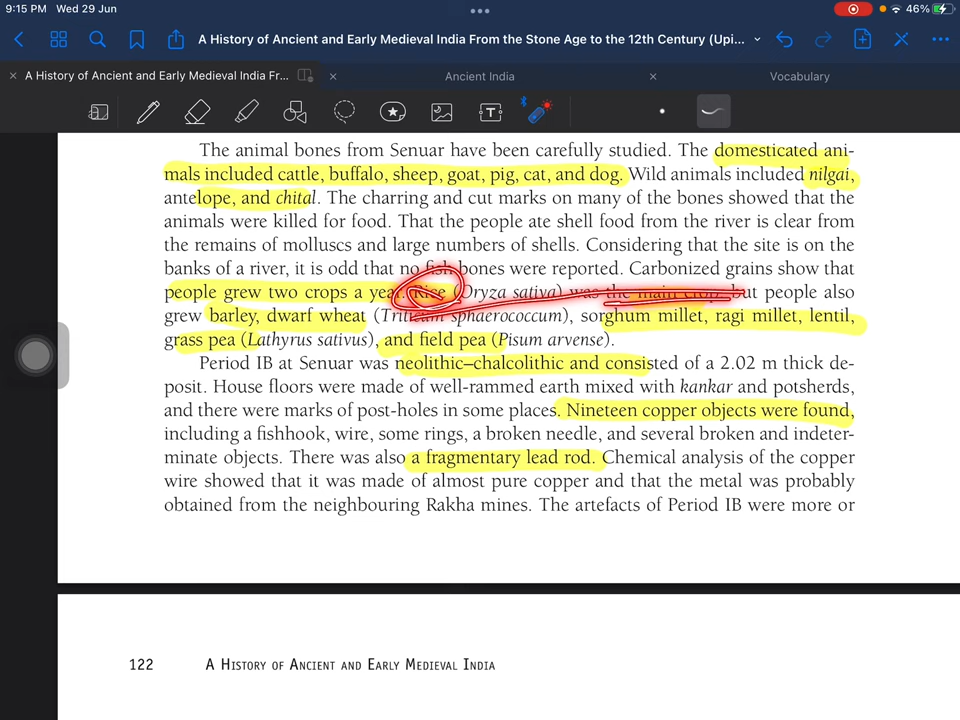 9:15 PM Wed 29 Jun 46%
A History of Ancient and Early Medieval India From the Stone Age to the 12th Century (Upi...
A History of Ancient and Early Medieval India Fr... Ancient India Vocabulary
The animal bones from Senuar have been carefully studied. The domesticated ani-
mals included cattle, buffalo, sheep, goat, pig, cat, and dog. Wild animals included nilgai,
antelope, and chital. The charring and cut marks on many of the bones showed that the
animals were killed for food. That the people ate shell food from the river is clear from
the remains of molluscs and large numbers of shells. Considering that the site is on the
banks of a river, it is odd that no fish bones were reported. Carbonized grains show that
people grew two crops a year. Rice (Oryza sativa) was the main crop, but people also
grew barley, dwarf wheat (Triticum sphaerococcum), sorghum millet, ragi millet, lentil,
grass pea (Lathyrus sativus), and field pea (Pisum arvense).
Period IB at Senuar was neolithic–chalcolithic and consisted of a 2.02 m thick de-
posit. House floors were made of well-rammed earth mixed with kankar and potsherds,
and there were marks of post-holes in some places. Nineteen copper objects were found,
including a fishhook, wire, some rings, a broken needle, and several broken and indeter-
minate objects. There was also a fragmentary lead rod. Chemical analysis of the copper
wire showed that it was made of almost pure copper and that the metal was probably
obtained from the neighbouring Rakha mines. The artefacts of Period IB were more or
122 A History of Ancient and Early Medieval India